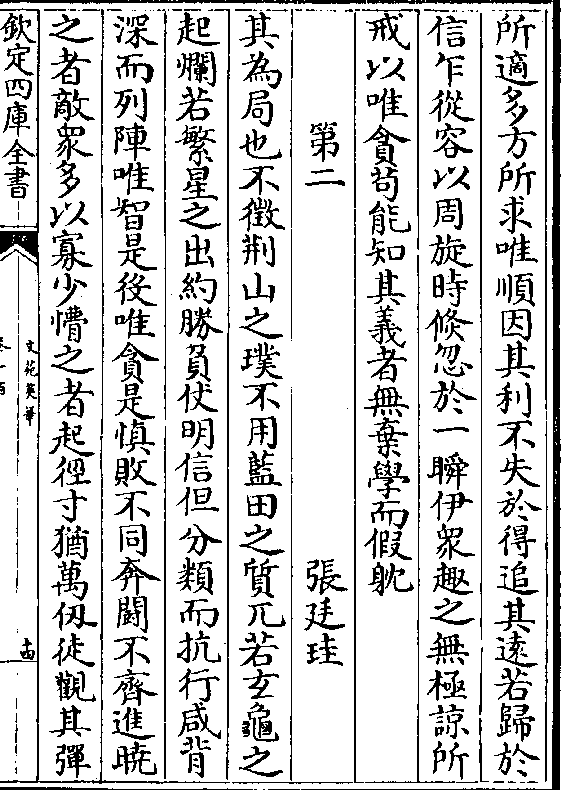 所適多方所求唯順因其利不失於得追其遠若歸於
信乍從容以周旋時倐忽於一瞬伊衆趣之無極諒所
戒以唯貪茍能知其義者無棄學而假躭
第二 張廷珪
其為局也不徵荆山之璞不用藍田之質兀若玄龜之
起爛若繁星之出約勝負仗明信但分類而抗行咸背
深而列陣唯智是役唯貪是慎敗不同奔鬭不齊進曉
之者敵衆多以寡少懵之者起徑寸猶萬仭徒觀其彈
欽定四庫全書
文苑英華
卷一百
十四